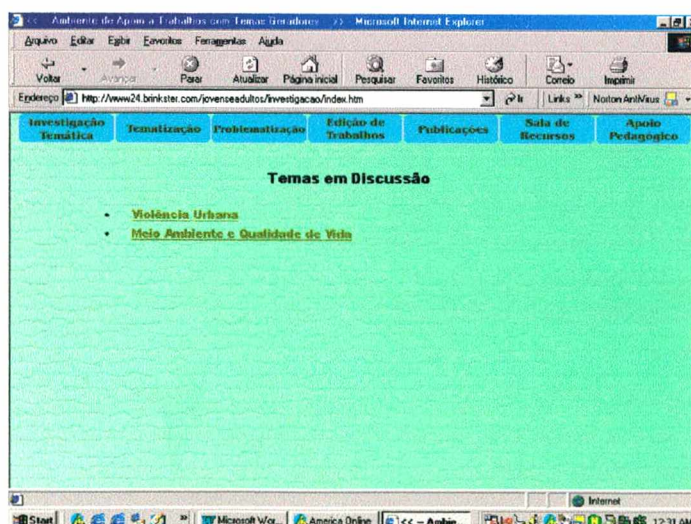 << Ambiente de Apoio a Trabalhos com Temas Geradores >> - Microsoft Internet Explorer
Arquivo Editar Exibir Favoritos Ferramentas Ajuda
Voltar Avançar Parar Atualizar Página inicial Pesquisar Favoritos Histórico Correio Imprimir
Endereço http://www24.brinkster.com/jovenseadultos/investigacao/index.htm Ir Links » Norton AntiVirus
Investigação Temática Tematização Problematização Edição de Trabalhos Publicações Sala de Recursos Apoio Pedagógico
Temas em Discussão
• Violência Urbana
• Meio Ambiente e Qualidade de Vida
Internet
Start » Microsoft Wor... America Online << -- Ambie...